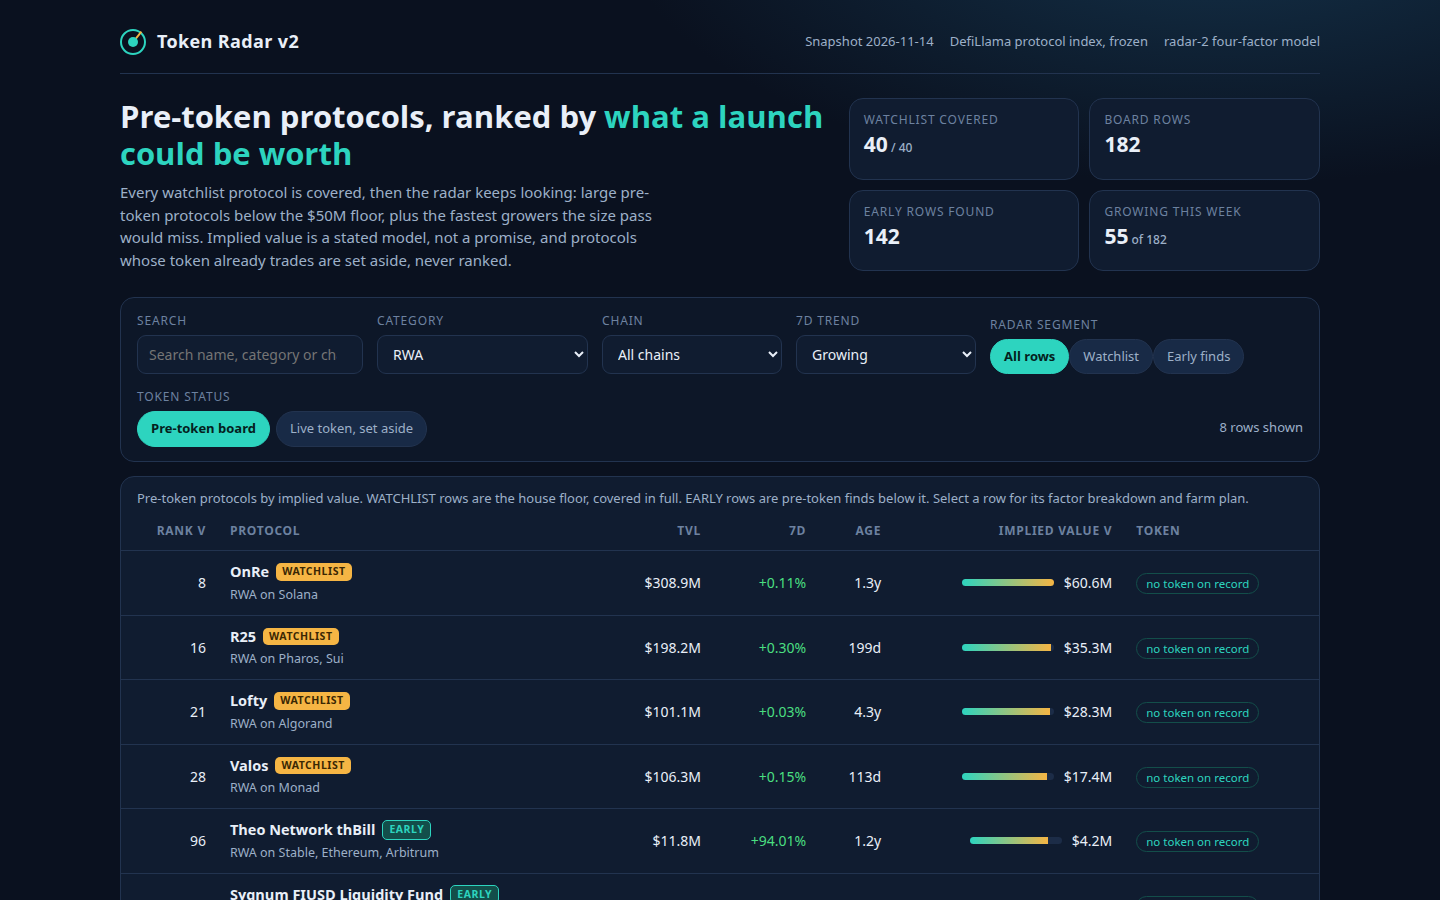 Token Radar v2
Snapshot 2026-11-14 DefiLlama protocol index, frozen radar-2 four-factor model
Pre-token protocols, ranked by what a launch
could be worth
Every watchlist protocol is covered, then the radar keeps looking: large pre-
token protocols below the $50M floor, plus the fastest growers the size pass
would miss. Implied value is a stated model, not a promise, and protocols
whose token already trades are set aside, never ranked.
WATCHLIST COVERED
40 / 40
BOARD ROWS
182
EARLY ROWS FOUND
142
GROWING THIS WEEK
55 of 182
SEARCH
Search name, category or ch
CATEGORY
RWA
CHAIN
All chains
7D TREND
Growing
RADAR SEGMENT
All rows Watchlist Early finds
TOKEN STATUS
Pre-token board Live token, set aside
8 rows shown
Pre-token protocols by implied value. WATCHLIST rows are the house floor, covered in full. EARLY rows are pre-token finds below it. Select a row for its factor breakdown and farm plan.
RANK V PROTOCOL TVL 7D AGE IMPLIED VALUE V TOKEN
8 OnRe WATCHLIST $308.9M +0.11% 1.3y $60.6M no token on record
RWA on Solana
16 R25 WATCHLIST $198.2M +0.30% 199d $35.3M no token on record
RWA on Pharos, Sui
21 Lofty WATCHLIST $101.1M +0.03% 4.3y $28.3M no token on record
RWA on Algorand
28 Valos WATCHLIST $106.3M +0.15% 113d $17.4M no token on record
RWA on Monad
96 Theo Network thBill EARLY $11.8M +94.01% 1.2y $4.2M no token on record
RWA on Stable, Ethereum, Arbitrum
Sygnum FIUSD Liquidity Fund EARLY